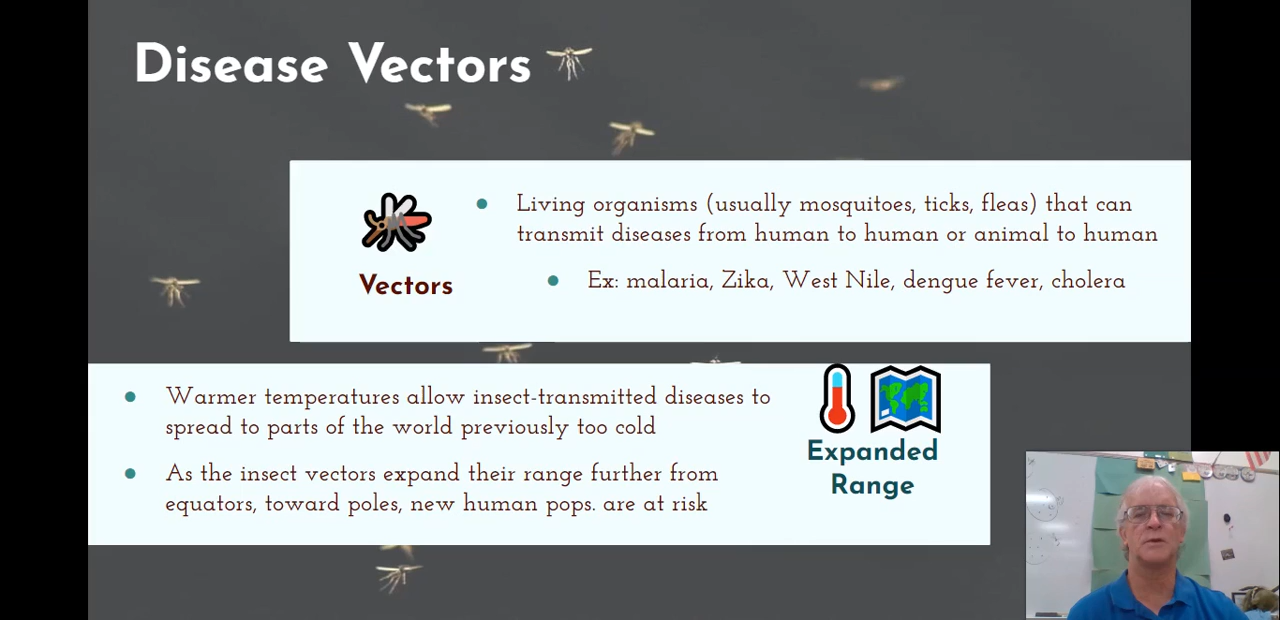 Disease Vectors
Living organisms (usually mosquitoes, ticks, fleas) that can
transmit diseases from human to human or animal to human
Vectors
Ex: malaria, Zika, West Nile, dengue fever, cholera
Warmer temperatures allow insect-transmitted diseases to
spread to parts of the world previously too cold
As the insect vectors expand their range further from
equators, toward poles, new human pops. are at risk
Expanded
Range